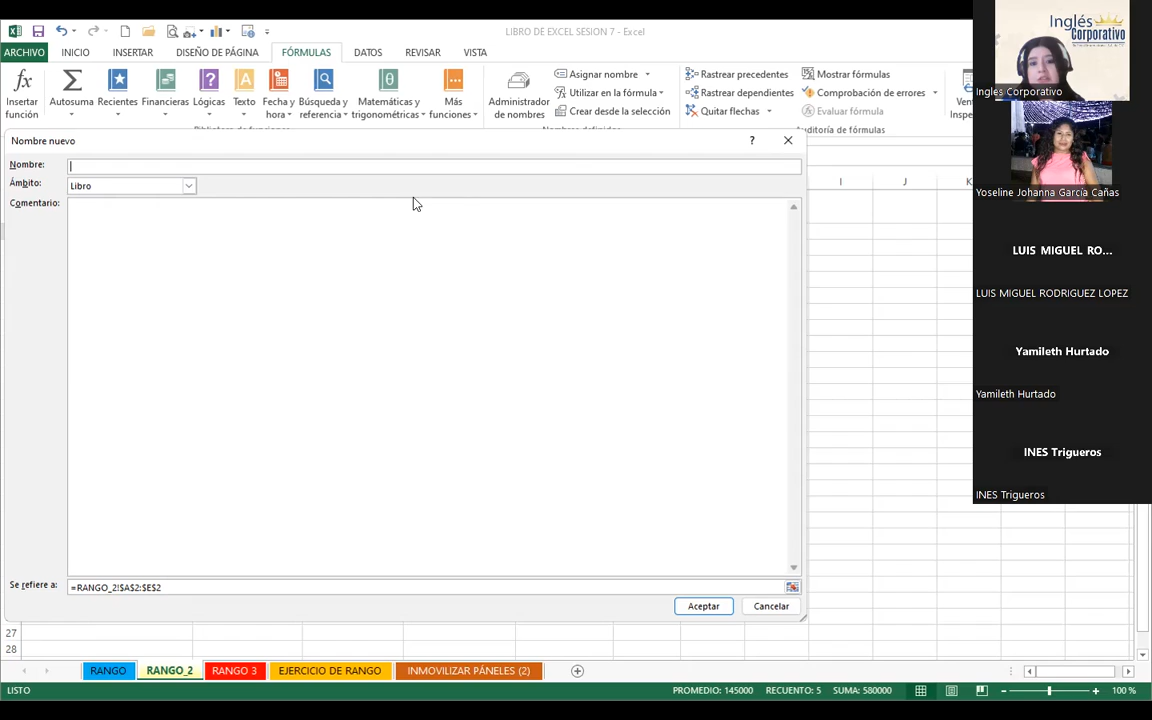 LIBRO DE EXCEL SESION 7 - Excel
ARCHIVO INICIO INSERTAR DISEÑO DE PÁGINA FÓRMULAS DATOS REVISAR VISTA
Insertar función
Autosuma
Recientes
Financieras
Lógicas
Texto
Fecha y hora
Búsqueda y referencia
Matemáticas y trigonométricas
Más funciones
Administrador de nombres
Asignar nombre
Utilizar en la fórmula
Crear desde la selección
Rastrear precedentes
Rastrear dependientes
Quitar flechas
Mostrar fórmulas
Comprobación de errores
Evaluar fórmula
Auditoría de fórmulas
Nombre nuevo
Nombre:
Ámbito: Libro
Comentario:
Se refiere a: =RANGO_2!$A$2:$E$2
Aceptar Cancelar
I J K
27
28
RANGO RANGO_2 RANGO 3 EJERCICIO DE RANGO INMOVILIZAR PÁNELES (2)
LISTO PROMEDIO: 145000 RECUENTO: 5 SUMA: 580000 100 %
Inglés
Corporativo
Ingles Corporativo
Yoseline Johanna García Cañas
LUIS MIGUEL RO...
LUIS MIGUEL RODRIGUEZ LOPEZ
Yamileth Hurtado
Yamileth Hurtado
INES Trigueros
INES Trigueros